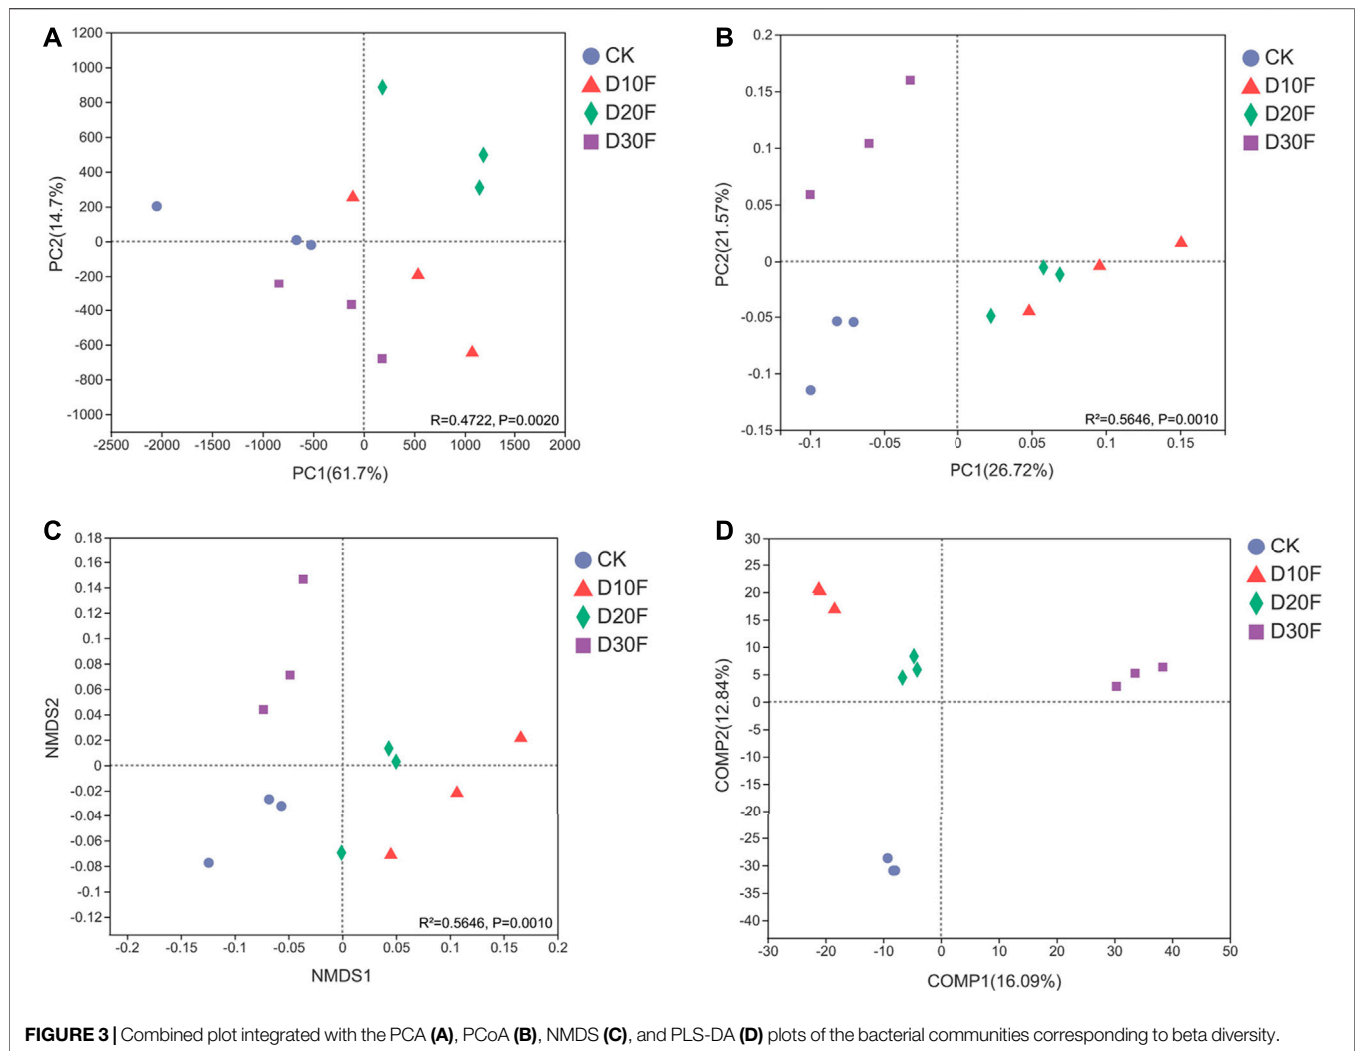 A
1200
1000
800
600
400
200
0
-200
-400
-600
-800
-1000
PC2(14.7%)
-2500 -2000 -1500 -1000 -500 0 500 1000 1500 2000
PC1(61.7%)
R=0.4722, P=0.0020
CK
D10F
D20F
D30F
B
0.2
0.15
0.1
0.05
0
-0.05
-0.1
-0.15
PC2(21.57%)
-0.1 -0.05 0 0.05 0.1 0.15
PC1(26.72%)
R²=0.5646, P=0.0010
CK
D10F
D20F
D30F
C
0.18
0.16
0.14
0.12
0.1
0.08
0.06
0.04
0.02
0
-0.02
-0.04
-0.06
-0.08
-0.1
-0.12
NMDS2
-0.2 -0.15 -0.1 -0.05 0 0.05 0.1 0.15 0.2
NMDS1
R²=0.5646, P=0.0010
CK
D10F
D20F
D30F
D
30
25
20
15
10
5
0
-5
-10
-15
-20
-25
-30
-35
-40
COMP2(12.84%)
-30 -20 -10 0 10 20 30 40 50
COMP1(16.09%)
CK
D10F
D20F
D30F
FIGURE 3 | Combined plot integrated with the PCA (A), PCoA (B), NMDS (C), and PLS-DA (D) plots of the bacterial communities corresponding to beta diversity.